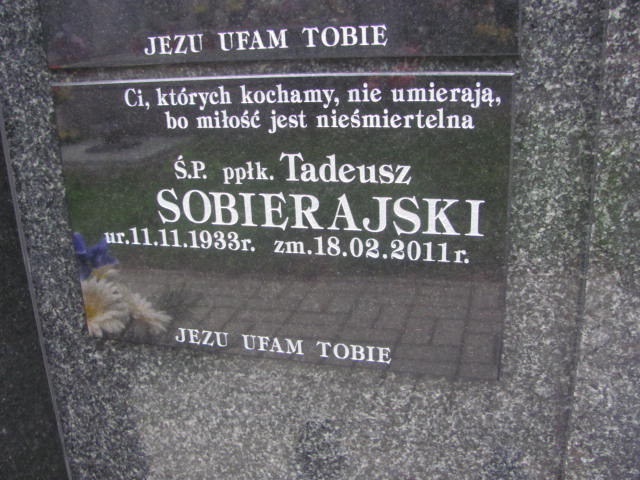 JEZU UFAM TOBIE
Ci, których kochamy, nie umierają,
bo miłość jest nieśmiertelna
Ś.P. ppłk. Tadeusz
SOBIERAJSKI
ur.11.11.1933r. zm.18.02.2011r.
JEZU UFAM TOBIE